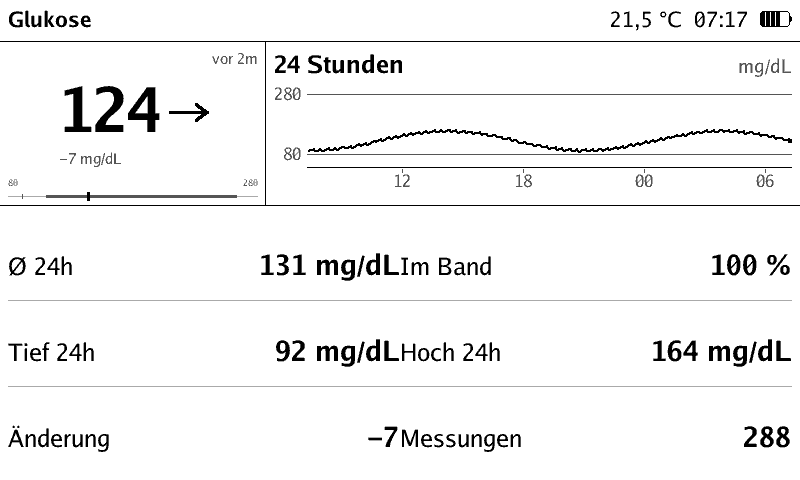 Glukose 21,5 °C 07:17
vor 2m
124
−7 mg/dL
80 280
24 Stunden mg/dL
280
80
12 18 00 06
Ø 24h 131 mg/dL Im Band 100 %
Tief 24h 92 mg/dL Hoch 24h 164 mg/dL
Änderung −7 Messungen 288